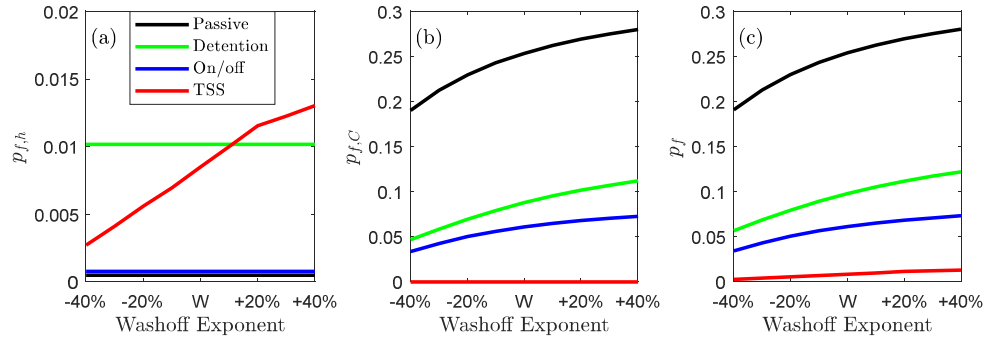 (a)
Passive
Detention
On/off
TSS
0.02
0.015
0.01
0.005
0
p_{f,h}
-40% -20% W +20% +40%
Washoff Exponent
(b)
0.3
0.25
0.2
0.15
0.1
0.05
0
p_{f,C}
-40% -20% W +20% +40%
Washoff Exponent
(c)
0.3
0.25
0.2
0.15
0.1
0.05
0
p_f
-40% -20% W +20% +40%
Washoff Exponent